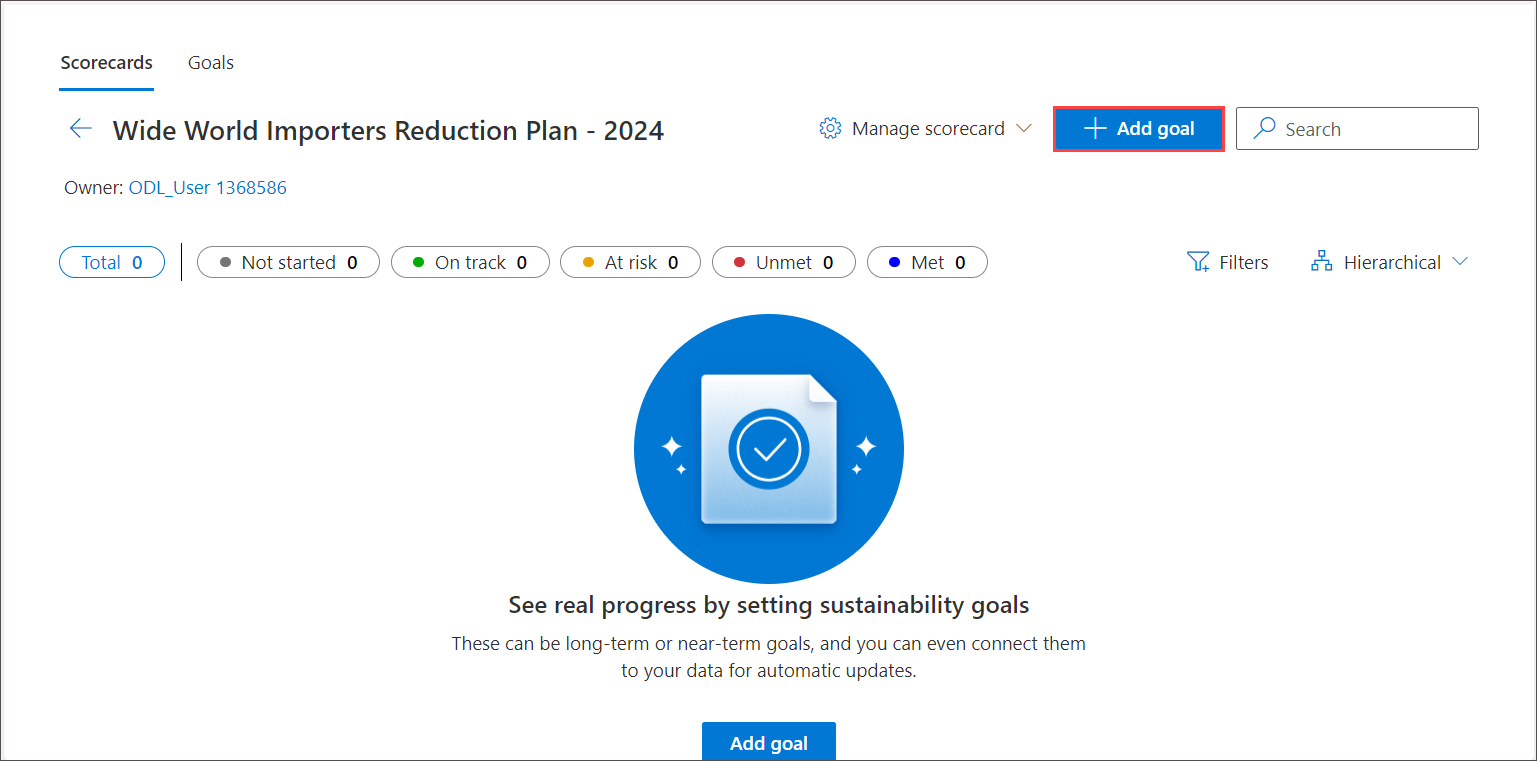 Scorecards Goals
Wide World Importers Reduction Plan - 2024 Manage scorecard Add goal Search
Owner: ODL_User 1368586
Total 0 Not started 0 On track 0 At risk 0 Unmet 0 Met 0 Filters Hierarchical
See real progress by setting sustainability goals
These can be long-term or near-term goals, and you can even connect them
to your data for automatic updates.
Add goal